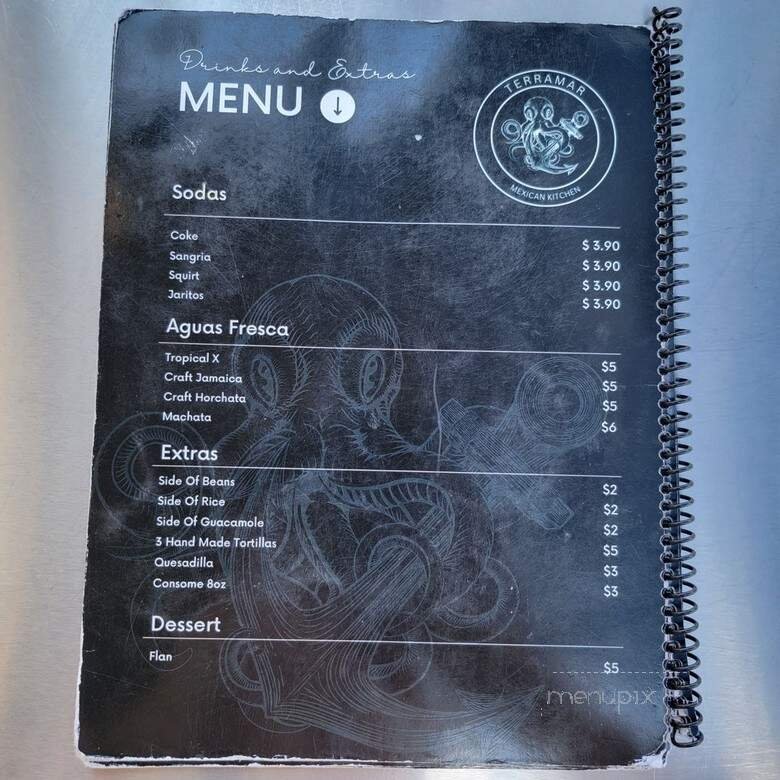 Drinks and Extras
MENU
TERRAMAR
MEXICAN KITCHEN
Sodas
Coke $ 3.90
Sangria $ 3.90
Squirt $ 3.90
Jaritos $ 3.90
Aguas Fresca
Tropical X $5
Craft Jamaica $5
Craft Horchata $5
Machata $6
Extras
Side Of Beans $2
Side Of Rice $2
Side Of Guacamole $2
3 Hand Made Tortillas $5
Quesadilla $3
Consome 8oz $3
Dessert
Flan $5
menupix